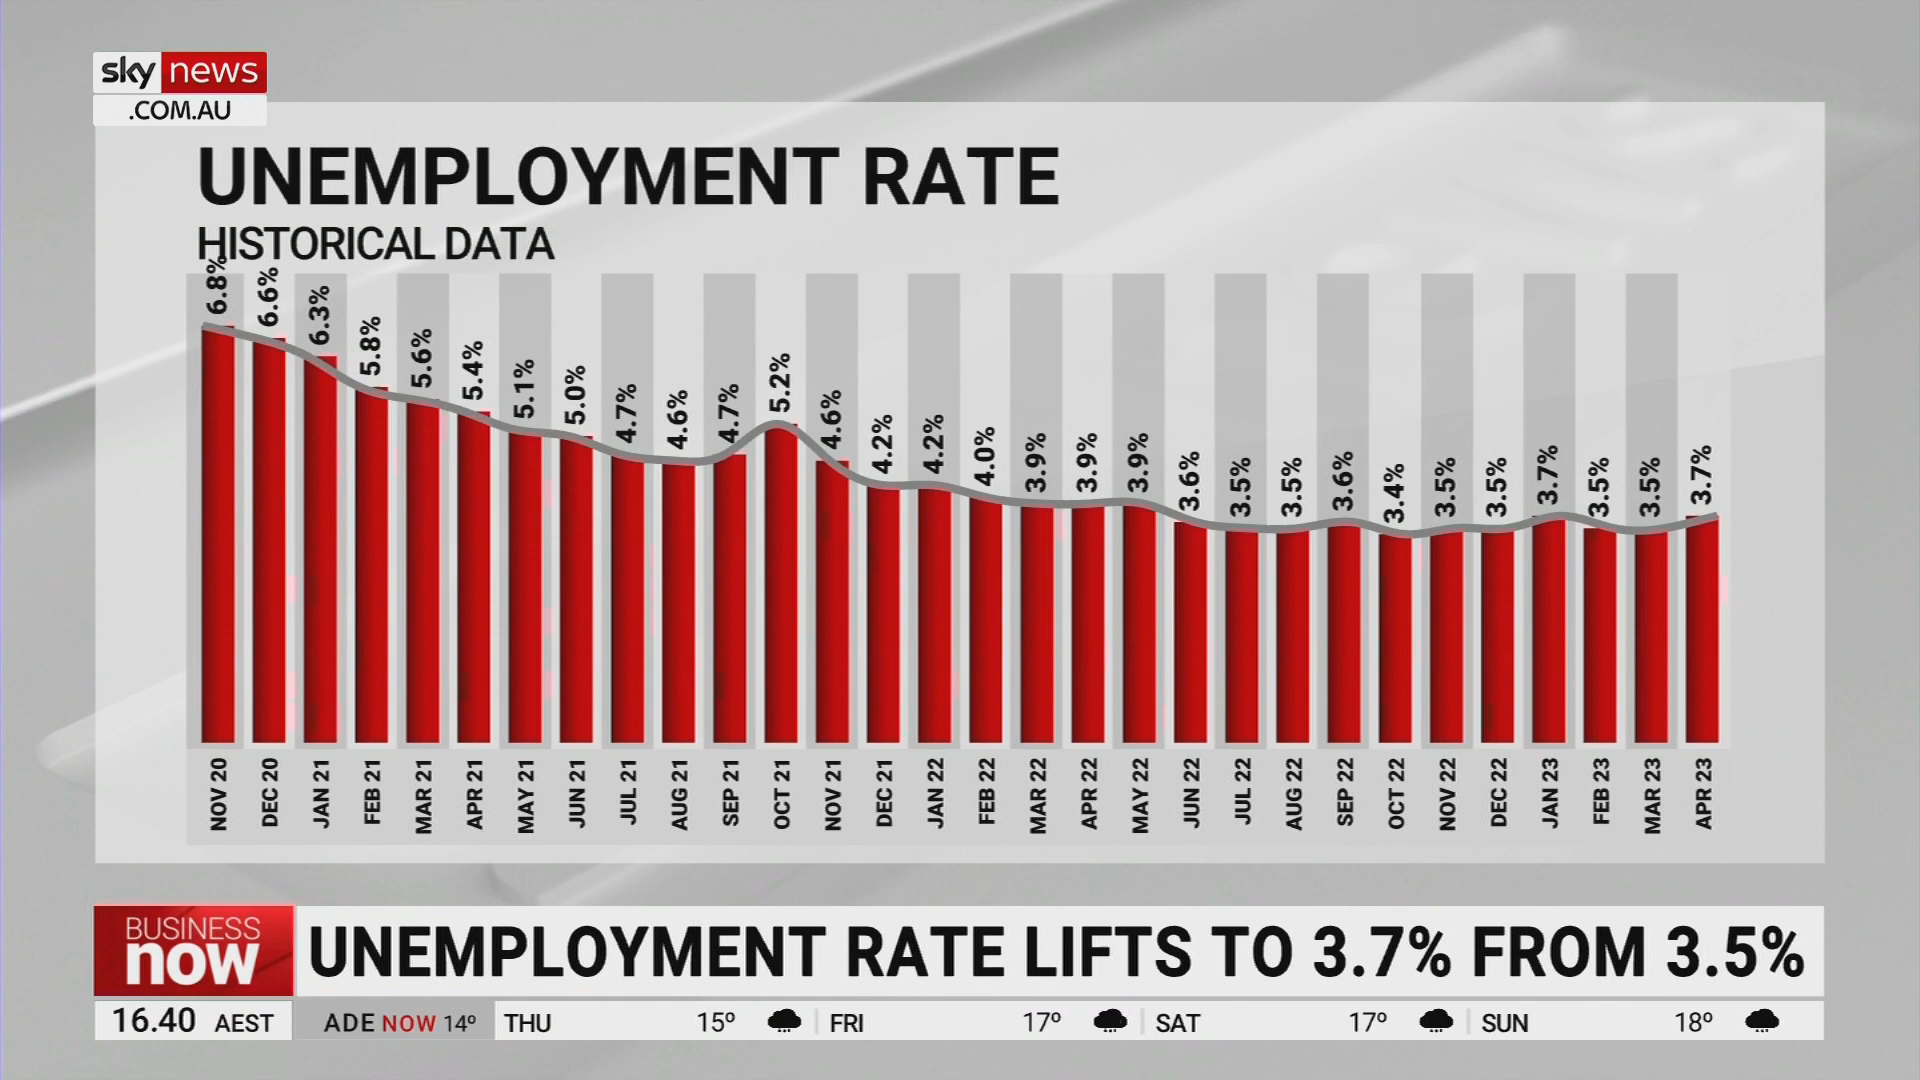 sky news
.COM.AU
UNEMPLOYMENT RATE
HISTORICAL DATA
6.8% 6.6% 6.3% 5.8% 5.6% 5.4% 5.1% 5.0% 4.7% 4.6% 4.7% 5.2% 4.6% 4.2% 4.2% 4.0% 3.9% 3.9% 3.9% 3.6% 3.5% 3.5% 3.6% 3.4% 3.5% 3.5% 3.7% 3.5% 3.5% 3.7%
NOV 20 DEC 20 JAN 21 FEB 21 MAR 21 APR 21 MAY 21 JUN 21 JUL 21 AUG 21 SEP 21 OCT 21 NOV 21 DEC 21 JAN 22 FEB 22 MAR 22 APR 22 MAY 22 JUN 22 JUL 22 AUG 22 SEP 22 OCT 22 NOV 22 DEC 22 JAN 23 FEB 23 MAR 23 APR 23
BUSINESS
now
UNEMPLOYMENT RATE LIFTS TO 3.7% FROM 3.5%
16.40 AEST ADE NOW 14º THU 15º FRI 17º SAT 17º SUN 18º